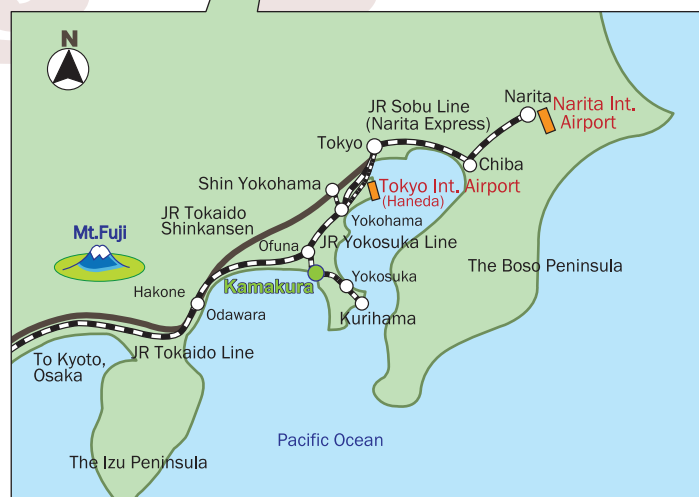 N
Narita
Narita Int.
Airport
JR Sobu Line
(Narita Express)
Tokyo
Chiba
Shin Yokohama
Tokyo Int. Airport
(Haneda)
Yokohama
JR Tokaido
Shinkansen
Mt.Fuji
Ofuna
JR Yokosuka Line
The Boso Peninsula
Kamakura
Yokosuka
Hakone
Odawara
Kurihama
To Kyoto,
Osaka
JR Tokaido Line
Pacific Ocean
The Izu Peninsula